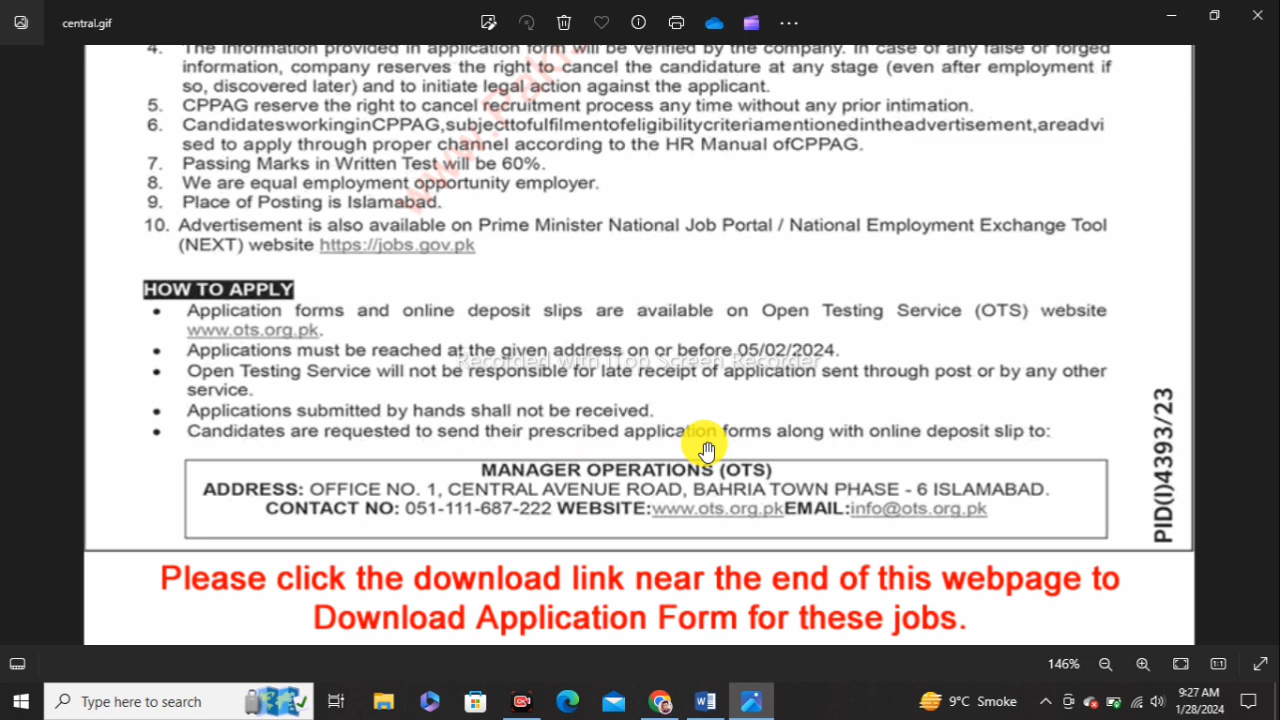 central.gif
4. The information provided in application form will be verified by the company. In case of any false or forged
information, company reserves the right to cancel the candidature at any stage (even after employment if
so, discovered later) and to initiate legal action against the applicant.
5. CPPAG reserve the right to cancel recruitment process any time without any prior intimation.
6. CandidatesworkinginCPPAG,subjecttofulfilmentofeligibilitycriteriamentionedintheadvertisement,areadvi
sed to apply through proper channel according to the HR Manual ofCPPAG.
7. Passing Marks in Written Test will be 60%.
8. We are equal employment opportunity employer.
9. Place of Posting is Islamabad.
10. Advertisement is also available on Prime Minister National Job Portal / National Employment Exchange Tool
(NEXT) website https://jobs.gov.pk
HOW TO APPLY
• Application forms and online deposit slips are available on Open Testing Service (OTS) website
www.ots.org.pk.
• Applications must be reached at the given address on or before 05/02/2024.
Recorded with iTop Screen Recorder
• Open Testing Service will not be responsible for late receipt of application sent through post or by any other
service.
• Applications submitted by hands shall not be received.
• Candidates are requested to send their prescribed application forms along with online deposit slip to:
MANAGER OPERATIONS (OTS)
ADDRESS: OFFICE NO. 1, CENTRAL AVENUE ROAD, BAHRIA TOWN PHASE - 6 ISLAMABAD.
CONTACT NO: 051-111-687-222 WEBSITE:www.ots.org.pkEMAIL:info@ots.org.pk
PID(I)4393/23
Please click the download link near the end of this webpage to
Download Application Form for these jobs.
146%
Type here to search
9°C Smoke
9:27 AM
1/28/2024